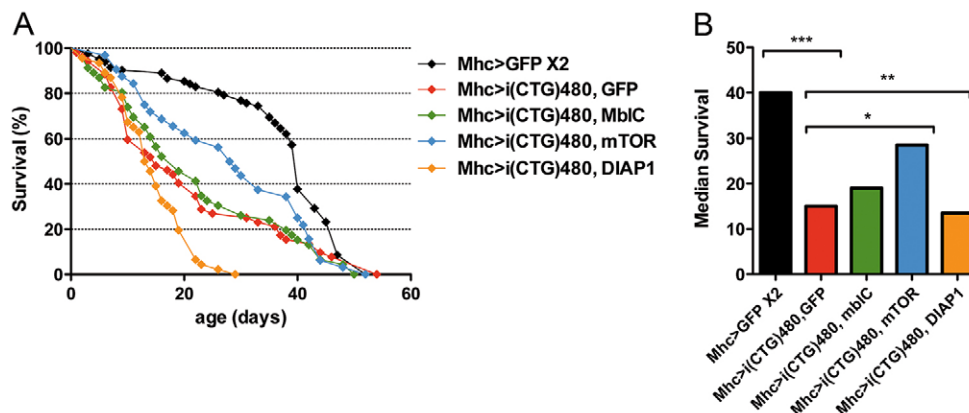 A
Survival (%)
100
80
60
40
20
0
0 20 40 60
age (days)
Mhc>GFP X2
Mhc>i(CTG)480, GFP
Mhc>i(CTG)480, MblC
Mhc>i(CTG)480, mTOR
Mhc>i(CTG)480, DIAP1
B
Median Survival
50
40
30
20
10
0
***
**
*
Mhc>GFP X2
Mhc>i(CTG)480,GFP
Mhc>i(CTG)480, mblC
Mhc>i(CTG)480, mTOR
Mhc>i(CTG)480, DIAP1